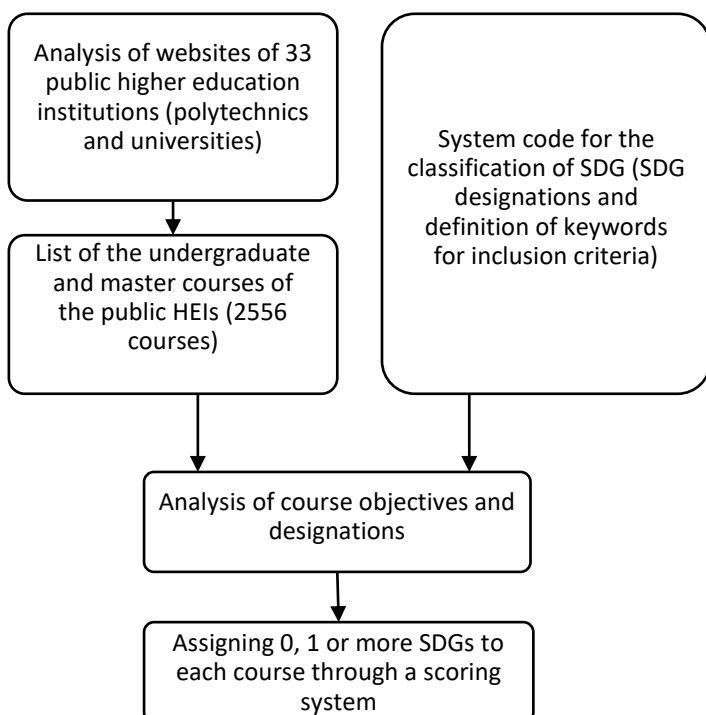 Analysis of websites of 33
public higher education
institutions (polytechnics
and universities)
System code for the
classification of SDG (SDG
designations and
definition of keywords
for inclusion criteria)
List of the undergraduate
and master courses of
the public HEIs (2556
courses)
Analysis of course objectives and
designations
Assigning 0, 1 or more SDGs to
each course through a scoring
system